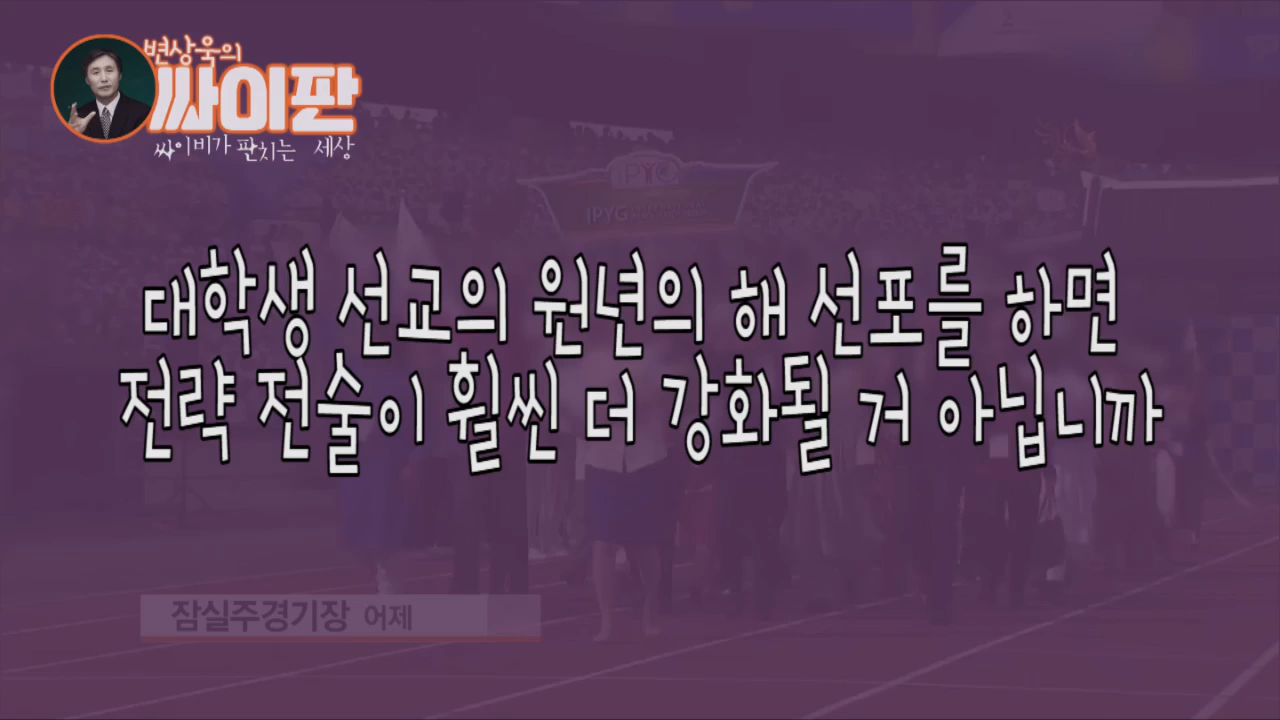 변상욱의
싸이판
싸이비가 판치는 세상
IPYG
대학생 선교의 원년의 해 선포를 하면
전략 전술이 훨씬 더 강화될 거 아닙니까
잠실주경기장 어제